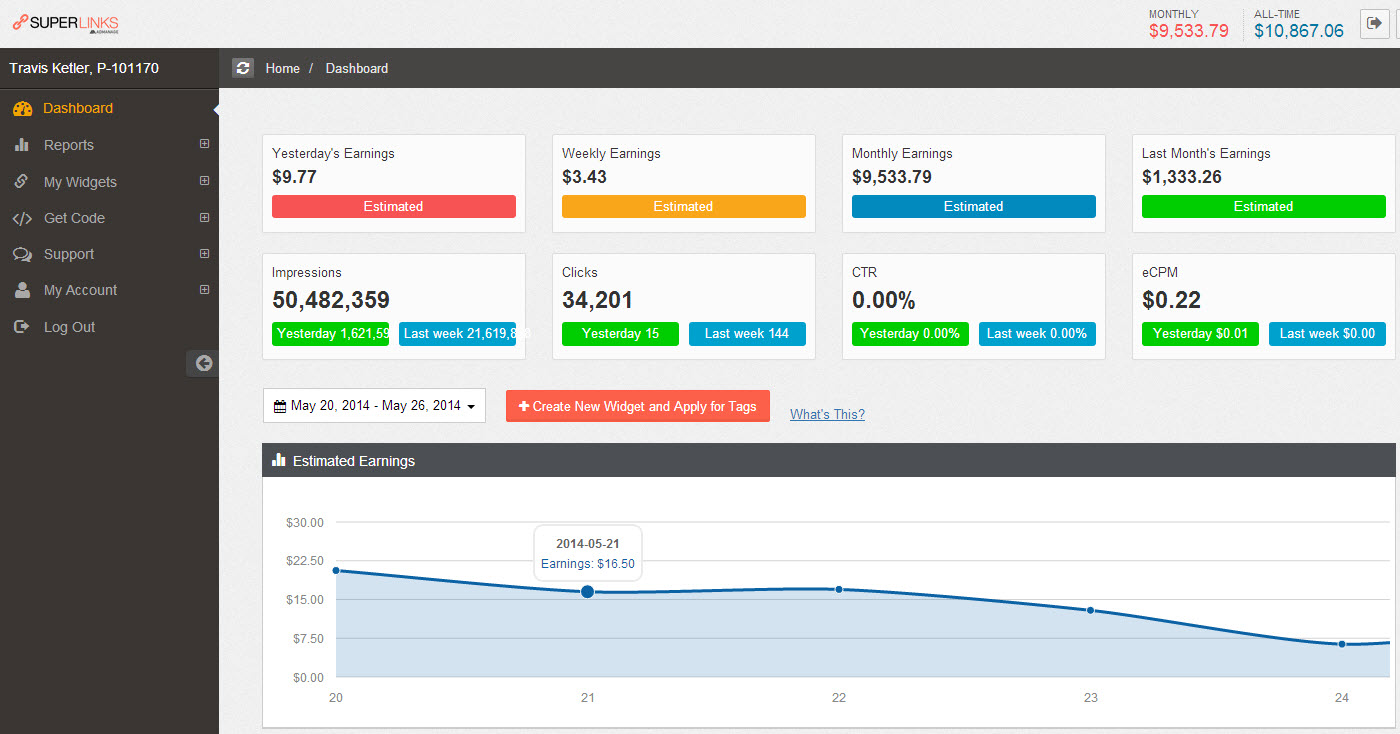 SUPERLINKS
MONTHLY
$9,533.79
ALL-TIME
$10,867.06
Travis Ketler, P-101170
Home / Dashboard
Dashboard
Reports
My Widgets
Get Code
Support
My Account
Log Out
Yesterday's Earnings
$9.77
Estimated
Weekly Earnings
$3.43
Estimated
Monthly Earnings
$9,533.79
Estimated
Last Month's Earnings
$1,333.26
Estimated
Impressions
50,482,359
Yesterday 1,621,59
Last week 21,619,8
Clicks
34,201
Yesterday 15
Last week 144
CTR
0.00%
Yesterday 0.00%
Last week 0.00%
eCPM
$0.22
Yesterday $0.01
Last week $0.00
May 20, 2014 - May 26, 2014
Create New Widget and Apply for Tags
What's This?
Estimated Earnings
$30.00
$22.50
$15.00
$7.50
$0.00
2014-05-21
Earnings: $16.50
20 21 22 23 24